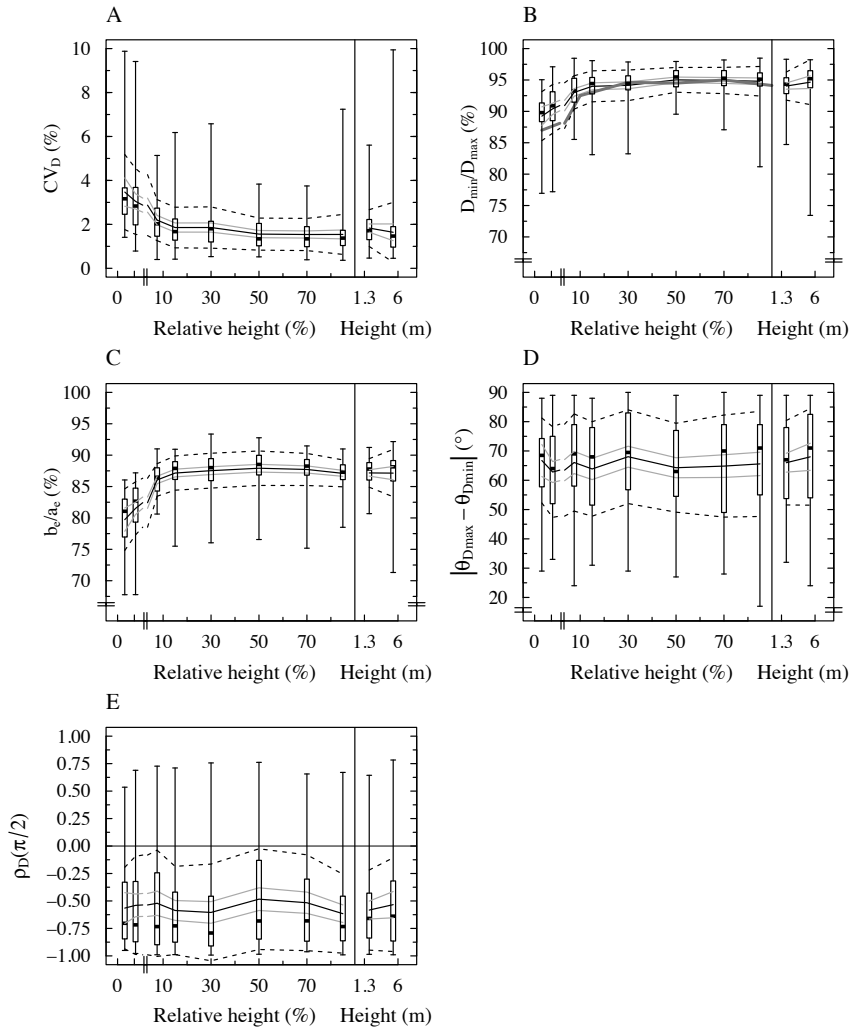 A
10
8
6
4
2
0
CV_D (%)
0 10 30 50 70 1.3 6
Relative height (%) Height (m)
B
100
95
90
85
80
75
70
D_min/D_max (%)
0 10 30 50 70 1.3 6
Relative height (%) Height (m)
C
100
95
90
85
80
75
70
b_e/a_e (%)
0 10 30 50 70 1.3 6
Relative height (%) Height (m)
D
90
80
70
60
50
40
30
20
|θ_Dmax − θ_Dmin| (°)
0 10 30 50 70 1.3 6
Relative height (%) Height (m)
E
1.00
0.75
0.50
0.25
0.00
−0.25
−0.50
−0.75
−1.00
ρ_D(π/2)
0 10 30 50 70 1.3 6
Relative height (%) Height (m)